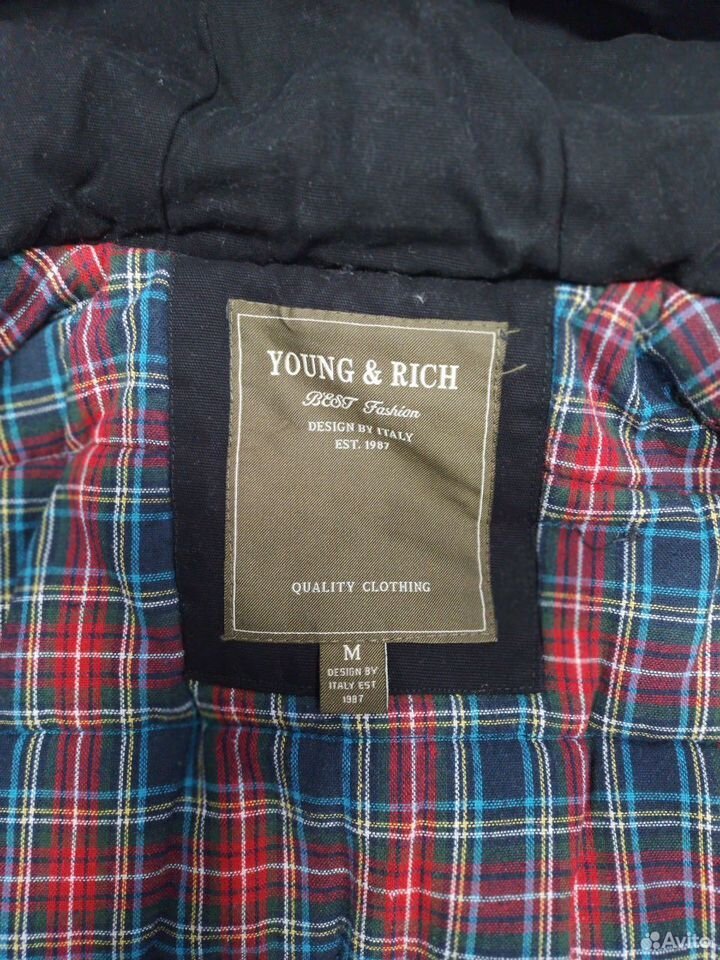 YOUNG & RICH
BEST Fashion
DESIGN BY ITALY
EST. 1987
QUALITY CLOTHING
M
DESIGN BY
ITALY EST
1987
Avito